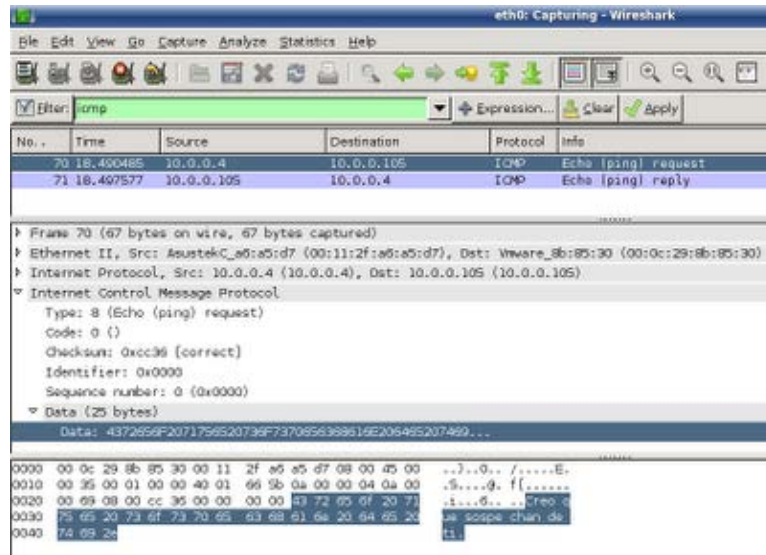 eth0: Capturing - Wireshark
File Edit View Go Capture Analyze Statistics Help
Filter: icmp Expression... Clear Apply
No. . Time Source Destination Protocol Info
70 18.490485 10.0.0.4 10.0.0.105 ICMP Echo (ping) request
71 18.497577 10.0.0.105 10.0.0.4 ICMP Echo (ping) reply
Frame 70 (67 bytes on wire, 67 bytes captured)
Ethernet II, Src: AsustekC_a6:a5:d7 (00:11:2f:a6:a5:d7), Dst: Vmware_8b:85:30 (00:0c:29:8b:85:30)
Internet Protocol, Src: 10.0.0.4 (10.0.0.4), Dst: 10.0.0.105 (10.0.0.105)
Internet Control Message Protocol
Type: 8 (Echo (ping) request)
Code: 0 ()
Checksum: 0xcc36 [correct]
Identifier: 0x0000
Sequence number: 0 (0x0000)
Data (25 bytes)
Data: 4372656F2071756520736F737065636868616E206465207469...
0000 00 0c 29 8b 85 30 00 11 2f a6 a5 d7 08 00 45 00 ..)..0.. /.....E.
0010 00 35 00 01 00 00 40 01 66 5b 0a 00 00 04 0a 00 .5....@. f[......
0020 00 69 08 00 cc 36 00 00 00 00 43 72 65 6f 20 71 .i...6.. ..Creo q
0030 75 65 20 73 6f 73 70 65 63 68 61 6e 20 64 65 20 ue sospe chan de
0040 74 69 2e ti.